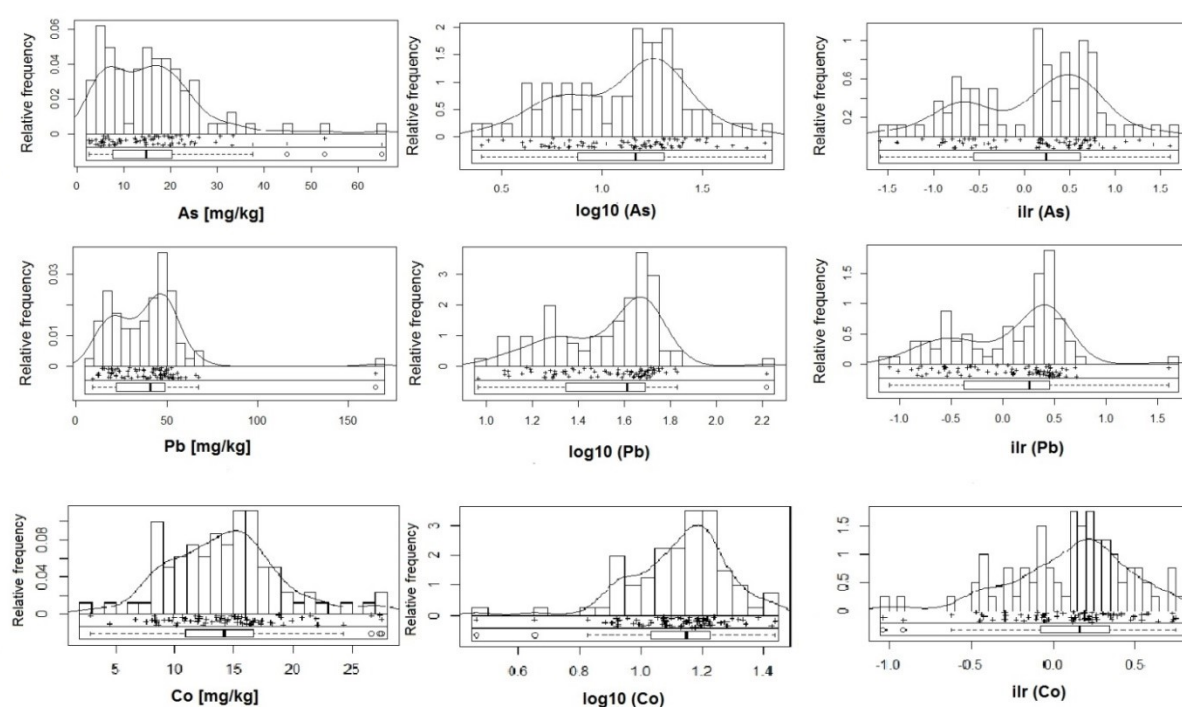 Relative frequency
0 0.02 0.04 0.06
0 10 20 30 40 50 60
As [mg/kg]
Relative frequency
0 0.5 1 1.5 2
0.5 1.0 1.5
log10 (As)
Relative frequency
0.2 0.6 1
-1.5 -1.0 -0.5 0.0 0.5 1.0 1.5
ilr (As)
Relative frequency
0 0.01 0.03
0 50 100 150
Pb [mg/kg]
Relative frequency
0 1 2 3
1.0 1.2 1.4 1.6 1.8 2.0 2.2
log10 (Pb)
Relative frequency
0 0.5 1 1.5
-1.0 -0.5 0.0 0.5 1.0 1.5
ilr (Pb)
Relative frequency
0 0.04 0.08
5 10 15 20 25
Co [mg/kg]
Relative frequency
0 1 2 3
0.6 0.8 1.0 1.2 1.4
log10 (Co)
Relative frequency
0 0.5 1 1.5
-1.0 -0.5 0.0 0.5
ilr (Co)